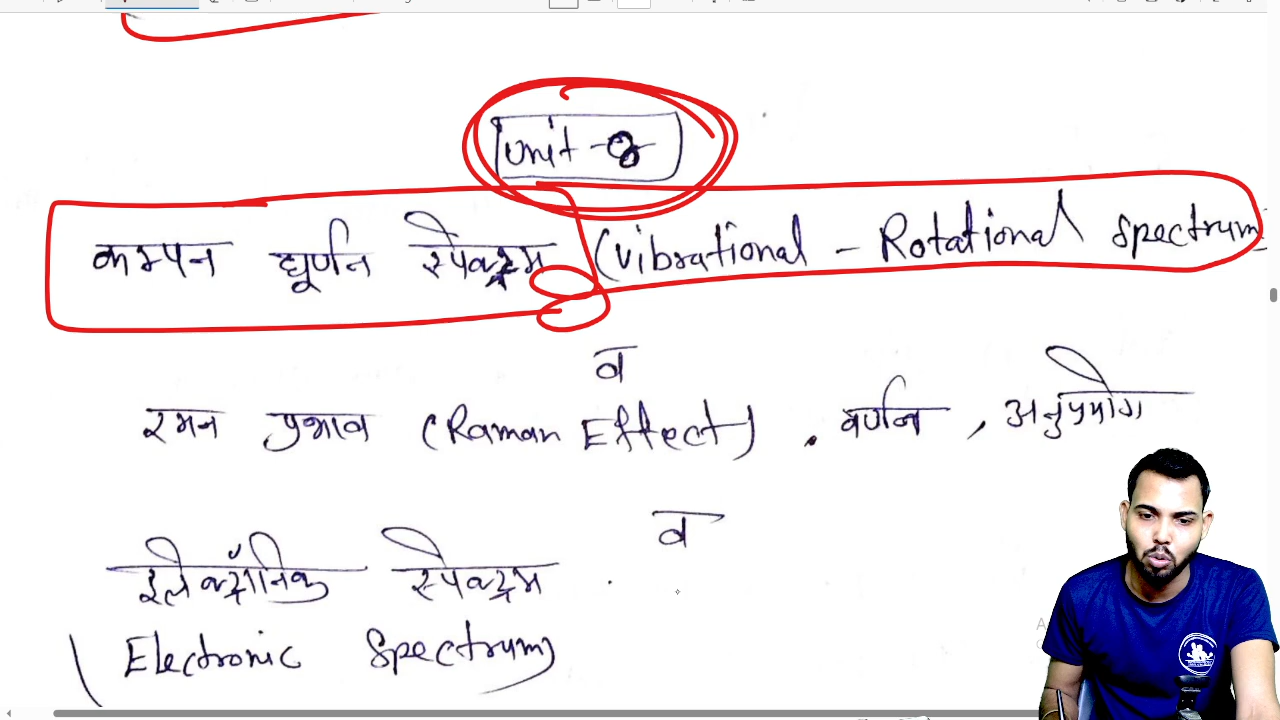 Unit-8
कम्पन घूर्णन स्पेक्ट्रम (Vibrational - Rotational Spectrum
व
रमन प्रभाव (Raman Effect) . वर्णन , अनुप्रयोग
व
इलेक्ट्रॉनिक स्पेक्ट्रम .
(Electronic Spectrum)